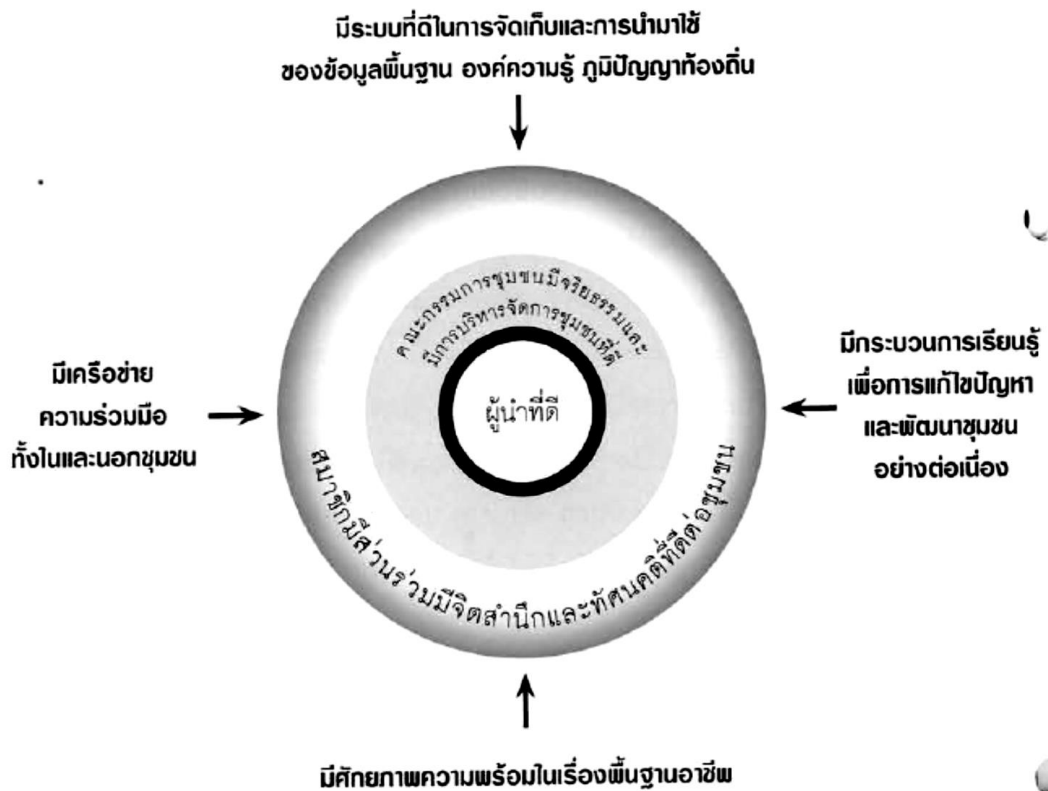 มีระบบที่ดีในการจัดเก็บและการนำมาใช้
ของข้อมูลพื้นฐาน องค์ความรู้ ภูมิปัญญาท้องถิ่น
คณะกรรมการชุมชนมีจริยธรรมและ
มีการบริหารจัดการชุมชนที่ดี
ผู้นำที่ดี
มีเครือข่าย
ความร่วมมือ
ทั้งในและนอกชุมชน
มีกระบวนการเรียนรู้
เพื่อการแก้ไขปัญหา
และพัฒนาชุมชน
อย่างต่อเนื่อง
สมาชิกมีส่วนร่วมมีจิตสำนึกและทัศนคติที่ดีต่อชุมชน
มีศักยภาพความพร้อมในเรื่องพื้นฐานอาชีพ